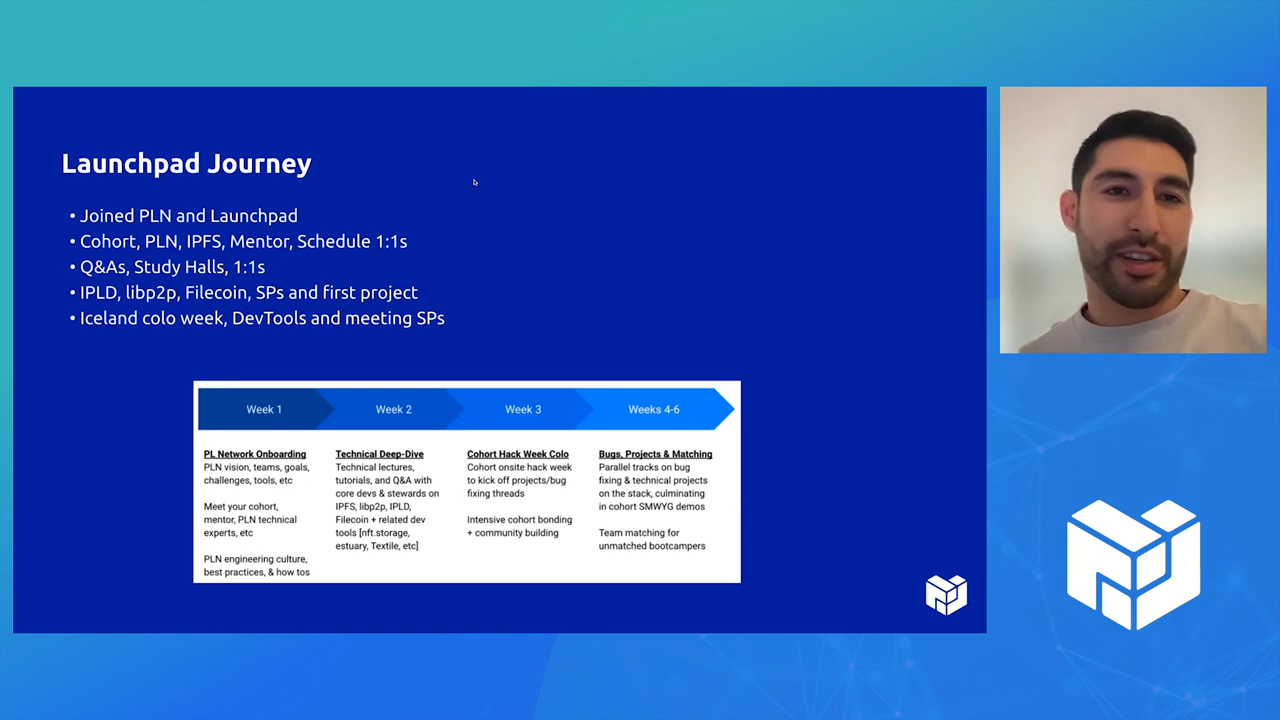 Launchpad Journey
• Joined PLN and Launchpad
• Cohort, PLN, IPFS, Mentor, Schedule 1:1s
• Q&As, Study Halls, 1:1s
• IPLD, libp2p, Filecoin, SPs and first project
• Iceland colo week, DevTools and meeting SPs
Week 1
Week 2
Week 3
Weeks 4-6
PL Network Onboarding
PLN vision, teams, goals,
challenges, tools, etc
Meet your cohort,
mentor, PLN technical
experts, etc
PLN engineering culture,
best practices, & how tos
Technical Deep-Dive
Technical lectures,
tutorials, and Q&A with
core devs & stewards on
IPFS, libp2p, IPLD,
Filecoin + related dev
tools [nft.storage,
estuary, Textile, etc]
Cohort Hack Week Colo
Cohort onsite hack week
to kick off projects/bug
fixing threads
Intensive cohort bonding
+ community building
Bugs, Projects & Matching
Parallel tracks on bug
fixing & technical projects
on the stack, culminating
in cohort SMWYG demos
Team matching for
unmatched bootcampers